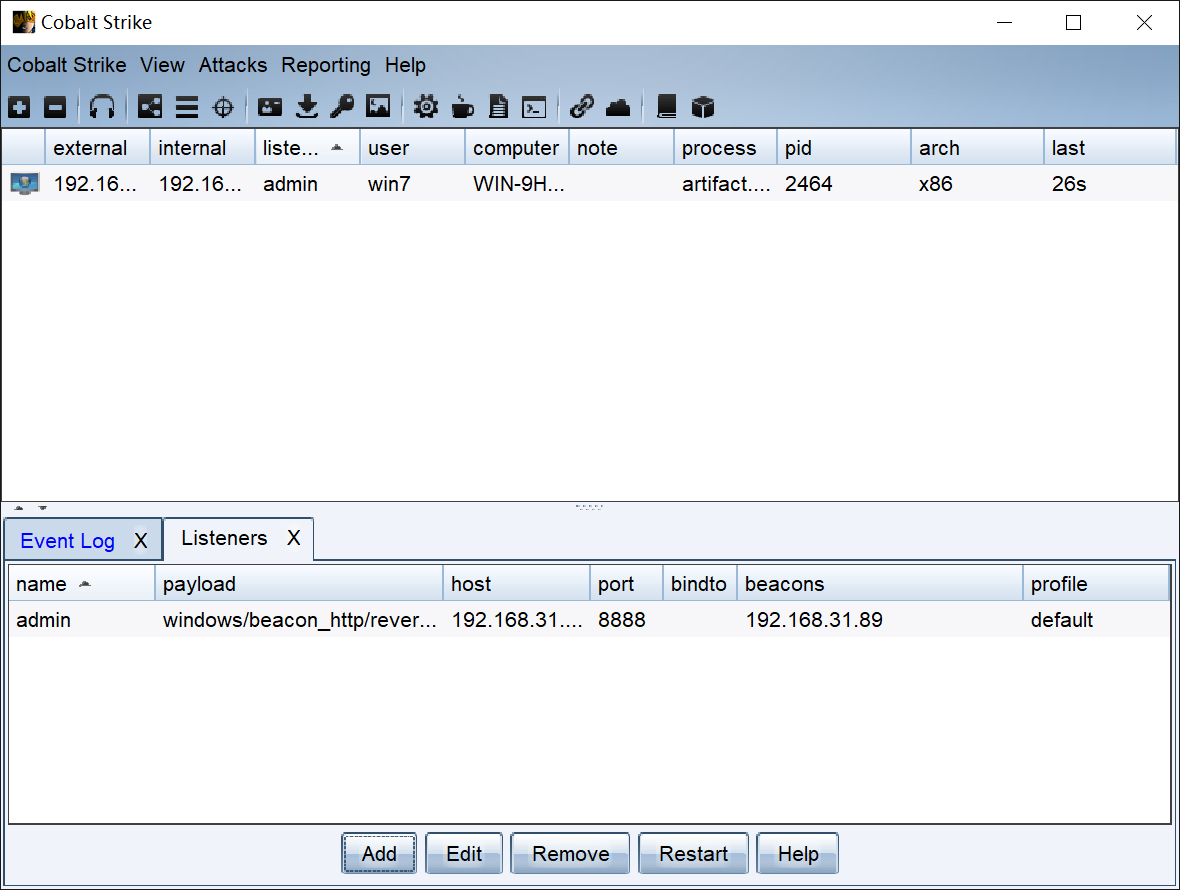 Cobalt Strike
Cobalt Strike View Attacks Reporting Help
external internal liste... user computer note process pid arch last
192.16... 192.16... admin win7 WIN-9H... artifact.... 2464 x86 26s
Event Log X Listeners X
name payload host port bindto beacons profile
admin windows/beacon_http/rever... 192.168.31.... 8888 192.168.31.89 default
Add Edit Remove Restart Help